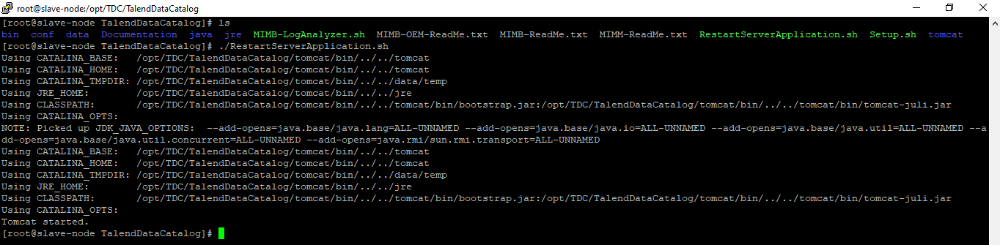 root@slave-node:/opt/TDC/TalendDataCatalog
[root@slave-node TalendDataCatalog]# ls
bin  conf  data  Documentation  java  jre  MIMB-LogAnalyzer.sh  MIMB-OEM-ReadMe.txt  MIMB-ReadMe.txt  MIMM-ReadMe.txt  RestartServerApplication.sh  Setup.sh  tomcat
[root@slave-node TalendDataCatalog]# ./RestartServerApplication.sh
Using CATALINA_BASE:   /opt/TDC/TalendDataCatalog/tomcat/bin/../../tomcat
Using CATALINA_HOME:   /opt/TDC/TalendDataCatalog/tomcat/bin/../../tomcat
Using CATALINA_TMPDIR: /opt/TDC/TalendDataCatalog/tomcat/bin/../../data/temp
Using JRE_HOME:        /opt/TDC/TalendDataCatalog/tomcat/bin/../../jre
Using CLASSPATH:       /opt/TDC/TalendDataCatalog/tomcat/bin/../../tomcat/bin/bootstrap.jar:/opt/TDC/TalendDataCatalog/tomcat/bin/../../tomcat/bin/tomcat-juli.jar
Using CATALINA_OPTS:
NOTE: Picked up JDK_JAVA_OPTIONS:  --add-opens=java.base/java.lang=ALL-UNNAMED --add-opens=java.base/java.io=ALL-UNNAMED --add-opens=java.base/java.util=ALL-UNNAMED --a
dd-opens=java.base/java.util.concurrent=ALL-UNNAMED --add-opens=java.rmi/sun.rmi.transport=ALL-UNNAMED
Using CATALINA_BASE:   /opt/TDC/TalendDataCatalog/tomcat/bin/../../tomcat
Using CATALINA_HOME:   /opt/TDC/TalendDataCatalog/tomcat/bin/../../tomcat
Using CATALINA_TMPDIR: /opt/TDC/TalendDataCatalog/tomcat/bin/../../data/temp
Using JRE_HOME:        /opt/TDC/TalendDataCatalog/tomcat/bin/../../jre
Using CLASSPATH:       /opt/TDC/TalendDataCatalog/tomcat/bin/../../tomcat/bin/bootstrap.jar:/opt/TDC/TalendDataCatalog/tomcat/bin/../../tomcat/bin/tomcat-juli.jar
Using CATALINA_OPTS:
Tomcat started.
[root@slave-node TalendDataCatalog]#